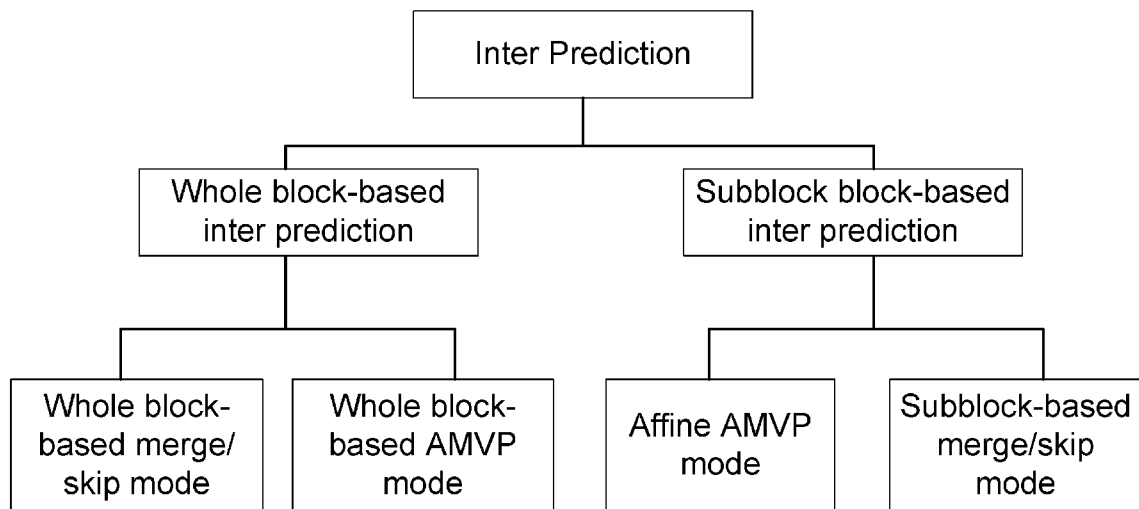 Inter Prediction
Whole block-based
inter prediction
Subblock block-based
inter prediction
Whole block-
based merge/
skip mode
Whole block-
based AMVP
mode
Affine AMVP
mode
Subblock-based
merge/skip
mode